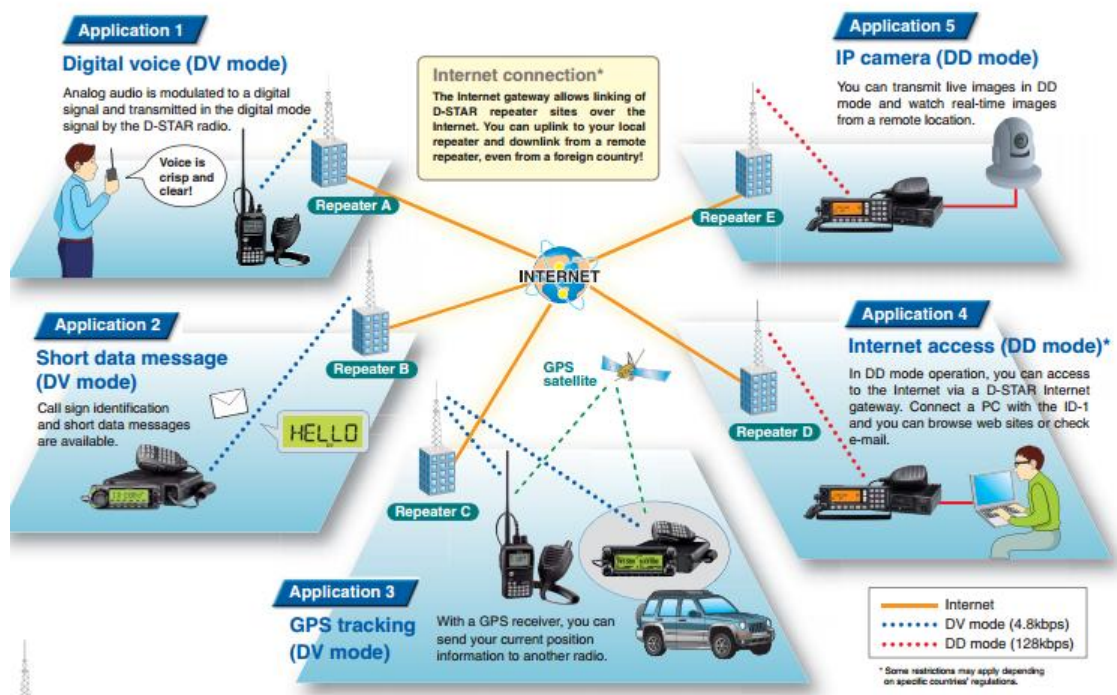 Application 1
Digital voice (DV mode)
Analog audio is modulated to a digital
signal and transmitted in the digital mode
signal by the D-STAR radio.
Voice is
crisp and
clear!
Repeater A
Internet connection*
The Internet gateway allows linking of
D-STAR repeater sites over the
Internet. You can uplink to your local
repeater and downlink from a remote
repeater, even from a foreign country!
Application 5
IP camera (DD mode)
You can transmit live images in DD
mode and watch real-time images
from a remote location.
Repeater E
INTERNET
Application 2
Short data message
(DV mode)
Call sign identification
and short data messages
are available.
HELLO
Repeater B
GPS
satellite
Application 4
Internet access (DD mode)*
In DD mode operation, you can access
to the Internet via a D-STAR Internet
gateway. Connect a PC with the ID-1
and you can browse web sites or check
e-mail.
Repeater D
Repeater C
Application 3
GPS tracking
(DV mode)
With a GPS receiver, you can
send your current position
information to another radio.
Internet
DV mode (4.8kbps)
DD mode (128kbps)
* Some restrictions may apply depending
on specific countries' regulations.